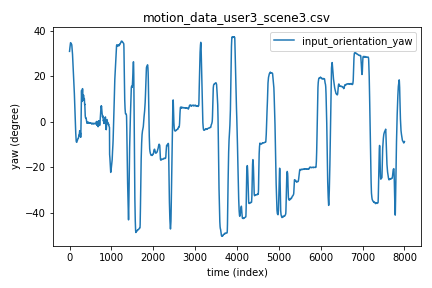 motion_data_user3_scene3.csv
input_orientation_yaw
yaw (degree)
40
20
0
−20
−40
0 1000 2000 3000 4000 5000 6000 7000 8000
time (index)